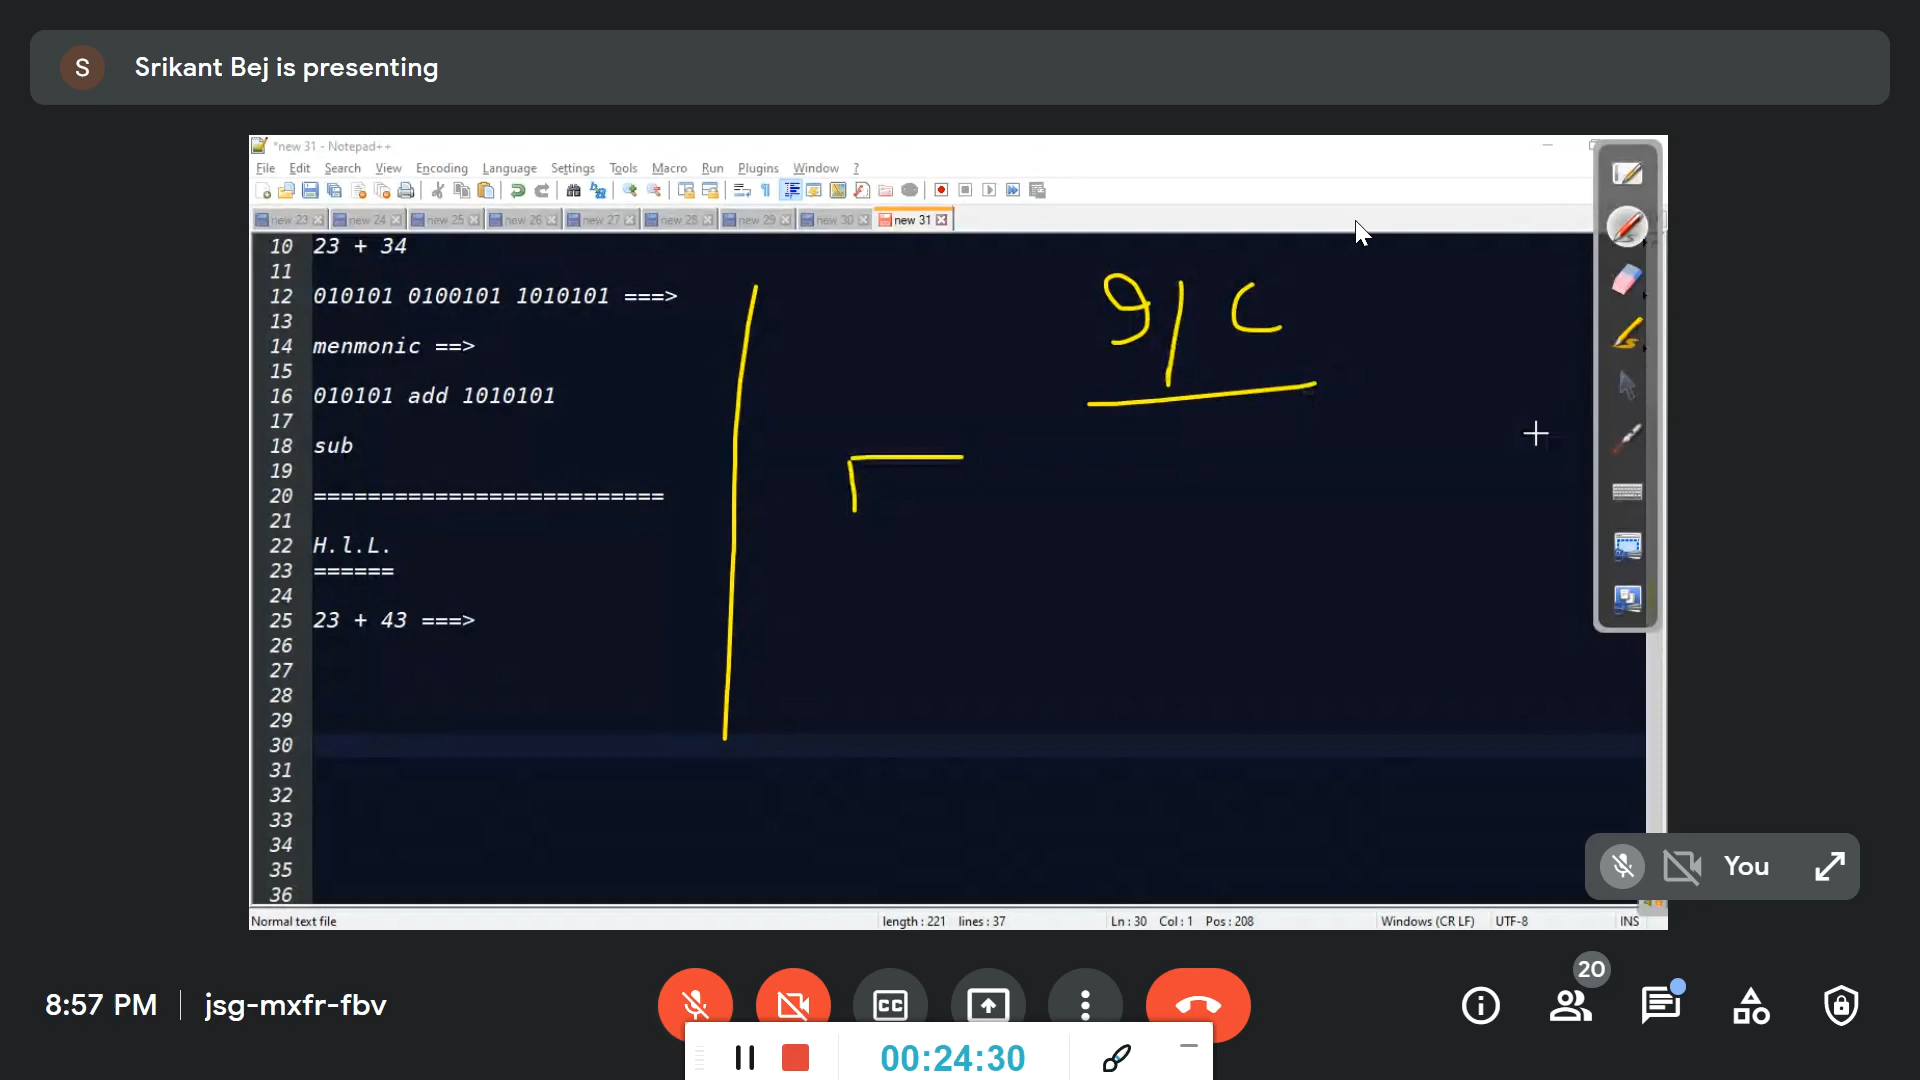 S Srikant Bej is presenting
*new 31 - Notepad++
File Edit Search View Encoding Language Settings Tools Macro Run Plugins Window ?
new 23 new 24 new 25 new 26 new 27 new 28 new 29 new 30 new 31
10 23 + 34
11
12 010101 0100101 1010101 ===>
13
14 menmonic ==>
15
16 010101 add 1010101
17
18 sub
19
20 ==========================
21
22 H.l.L.
23 ======
24
25 23 + 43 ===>
26
27
28
29
30
31
32
33
34
35
36
C
You
Normal text file length : 221 lines : 37 Ln : 30 Col : 1 Pos : 208 Windows (CR LF) UTF-8 INS
20
8:57 PM jsg-mxfr-fbv CC
00:24:30